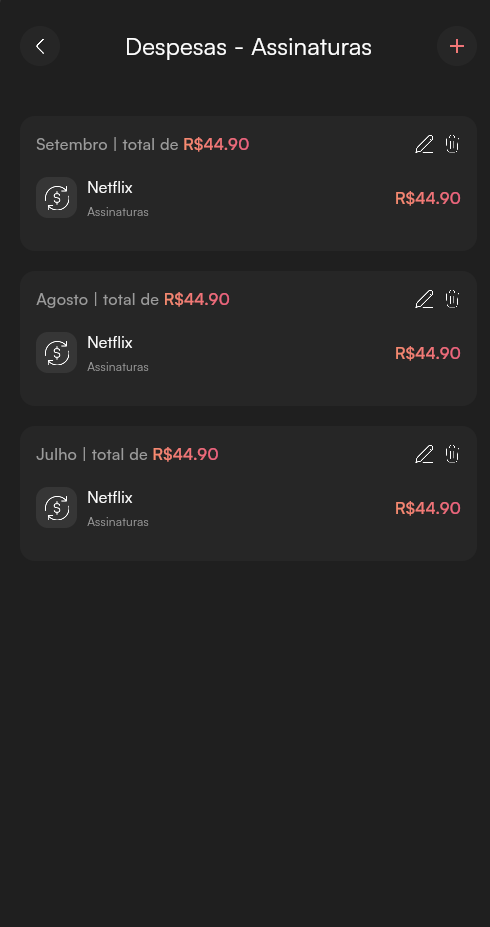 Despesas - Assinaturas
Setembro | total de R$44.90
Netflix
Assinaturas
R$44.90
Agosto | total de R$44.90
Netflix
Assinaturas
R$44.90
Julho | total de R$44.90
Netflix
Assinaturas
R$44.90